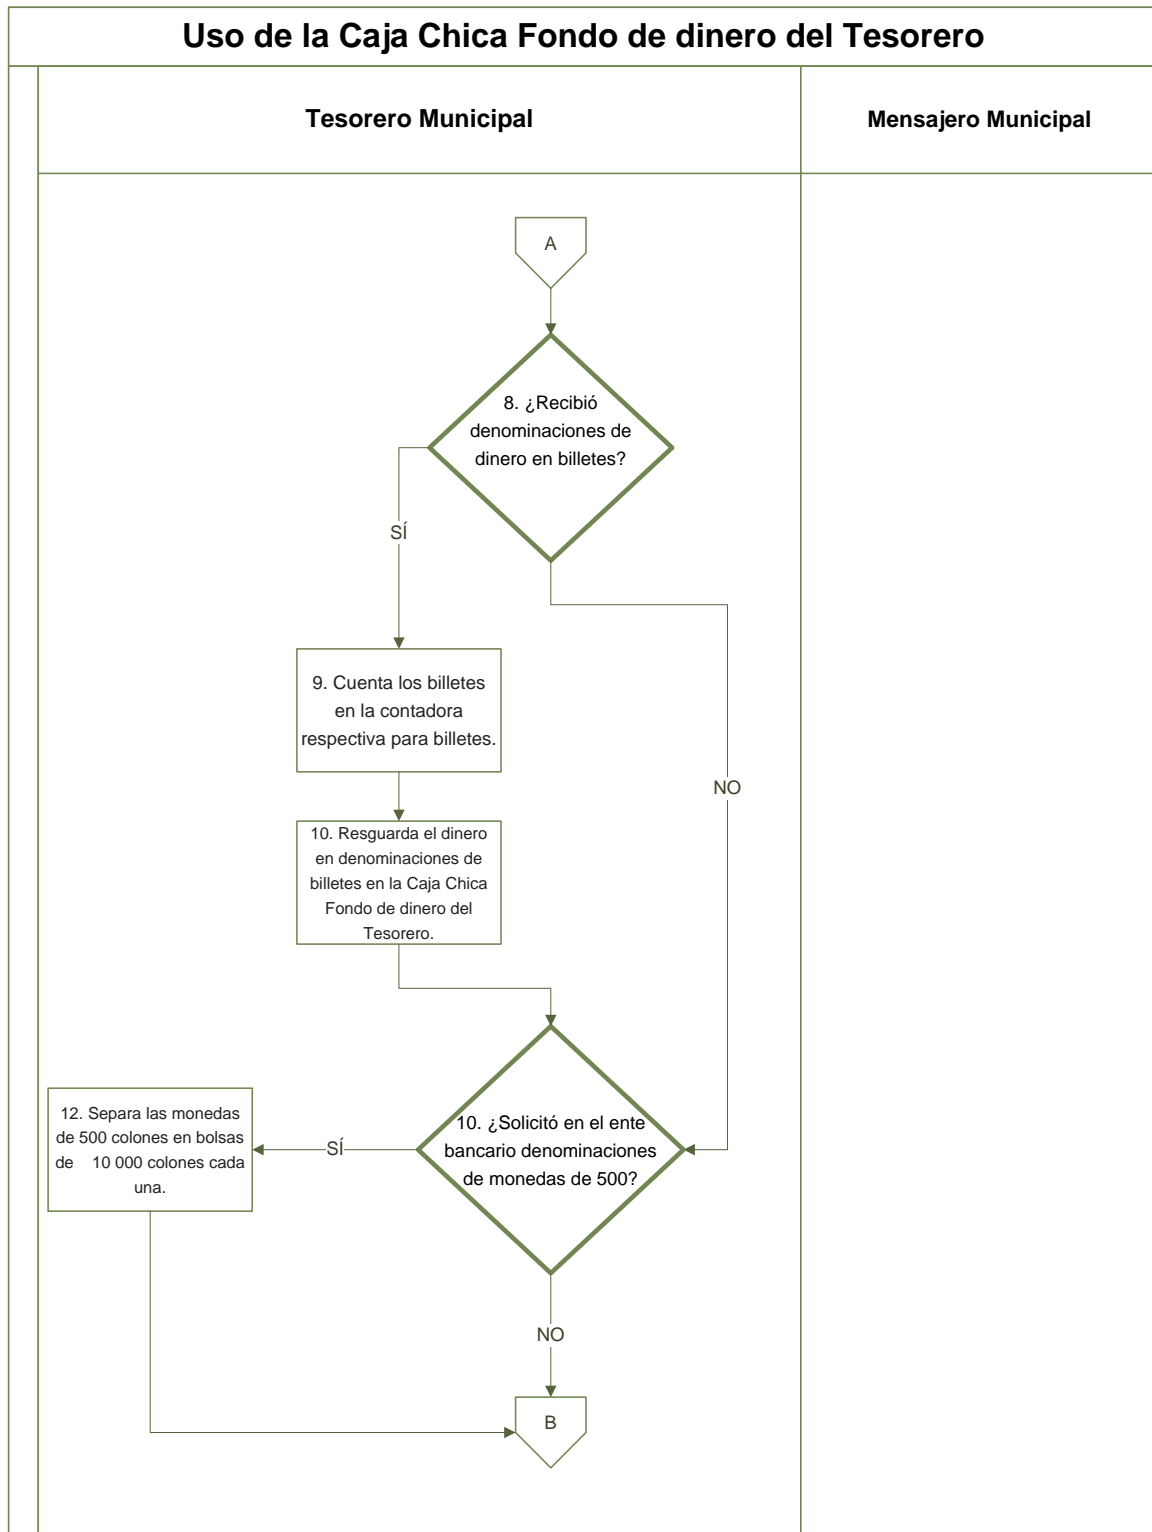 Uso de la Caja Chica Fondo de dinero del Tesorero
Tesorero Municipal
Mensajero Municipal
A
8. ¿Recibió
denominaciones de
dinero en billetes?
SÍ
9. Cuenta los billetes
en la contadora
respectiva para billetes.
NO
10. Resguarda el dinero
en denominaciones de
billetes en la Caja Chica
Fondo de dinero del
Tesorero.
10. ¿Solicitó en el ente
bancario denominaciones
de monedas de 500?
SÍ
12. Separa las monedas
de 500 colones en bolsas
de 10 000 colones cada
una.
NO
B